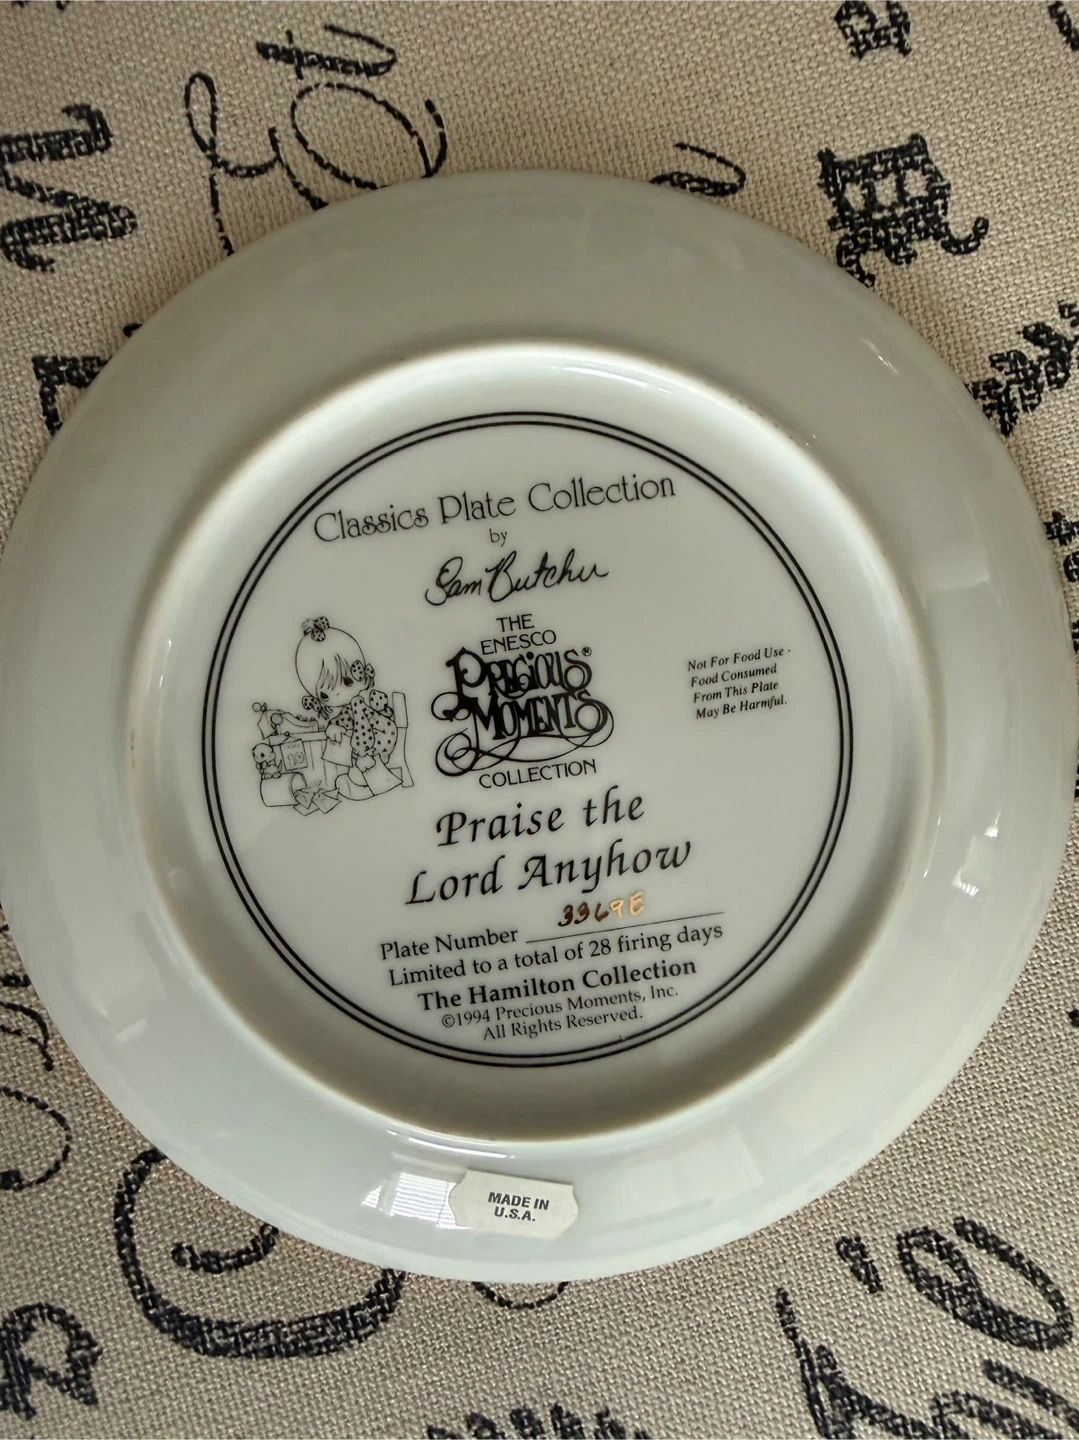 Classics Plate Collection
by
Sam Butcher
THE
ENESCO
PRECIOUS®
MOMENTS
COLLECTION
Not For Food Use -
Food Consumed
From This Plate
May Be Harmful.
Praise the
Lord Anyhow
Plate Number 3369E
Limited to a total of 28 firing days
The Hamilton Collection
©1994 Precious Moments, Inc.
All Rights Reserved.
MADE IN
U.S.A.